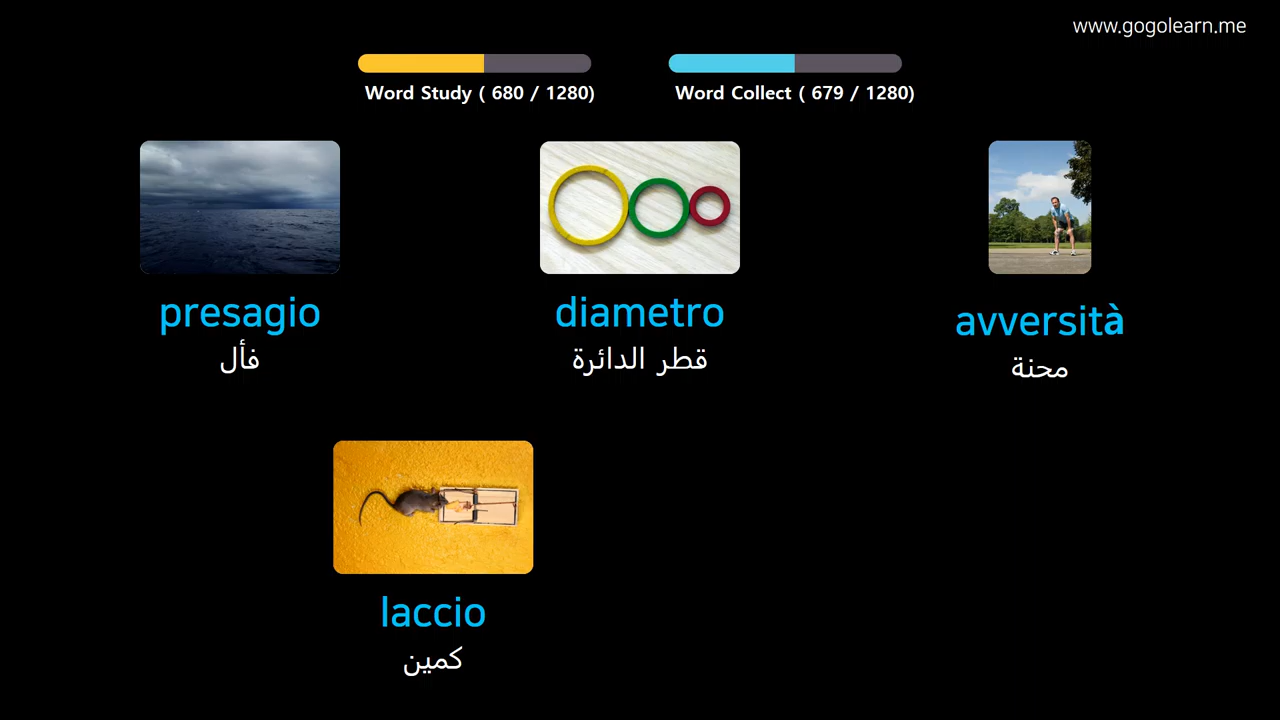 www.gogolearn.me
Word Study ( 680 / 1280)
Word Collect ( 679 / 1280)
presagio
فأل
diametro
قطر الدائرة
avversità
محنة
laccio
كمين